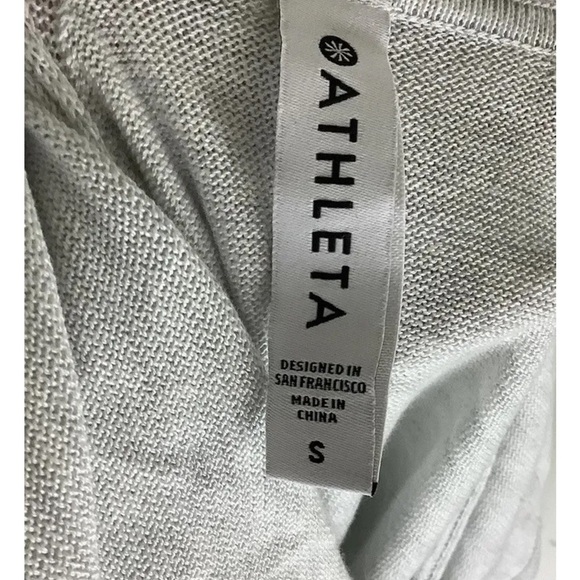 ATHLETA
DESIGNED IN
SAN FRANCISCO
MADE IN
CHINA
S